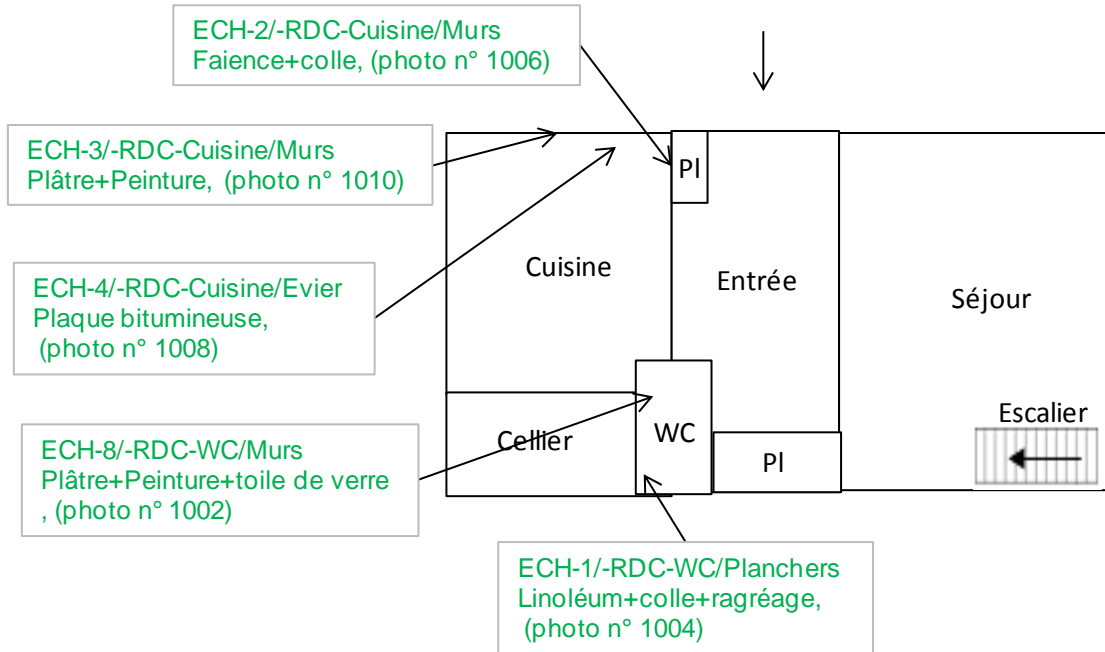 ECH-2/-RDC-Cuisine/Murs
Faience+colle, (photo n° 1006)
ECH-3/-RDC-Cuisine/Murs
Plâtre+Peinture, (photo n° 1010)
Pl
Cuisine
Entrée
Séjour
ECH-4/-RDC-Cuisine/Evier
Plaque bitumineuse,
(photo n° 1008)
Escalier
Cellier
WC
Pl
ECH-8/-RDC-WC/Murs
Plâtre+Peinture+toile de verre
, (photo n° 1002)
ECH-1/-RDC-WC/Planchers
Linoléum+colle+ragréage,
(photo n° 1004)